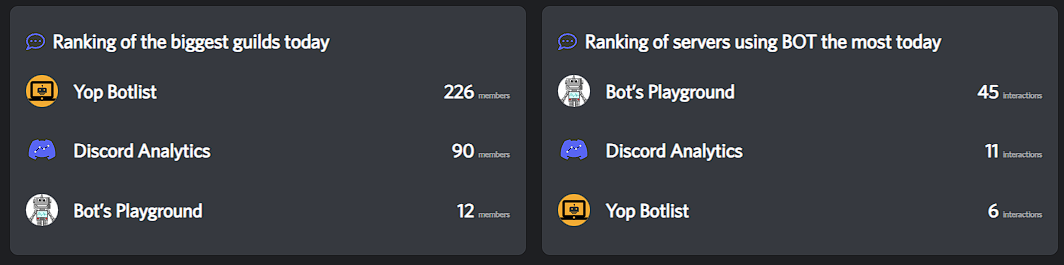 Ranking of the biggest guilds today
Yop Botlist 226 members
Discord Analytics 90 members
Bot's Playground 12 members
Ranking of servers using BOT the most today
Bot's Playground 45 interactions
Discord Analytics 11 interactions
Yop Botlist 6 interactions